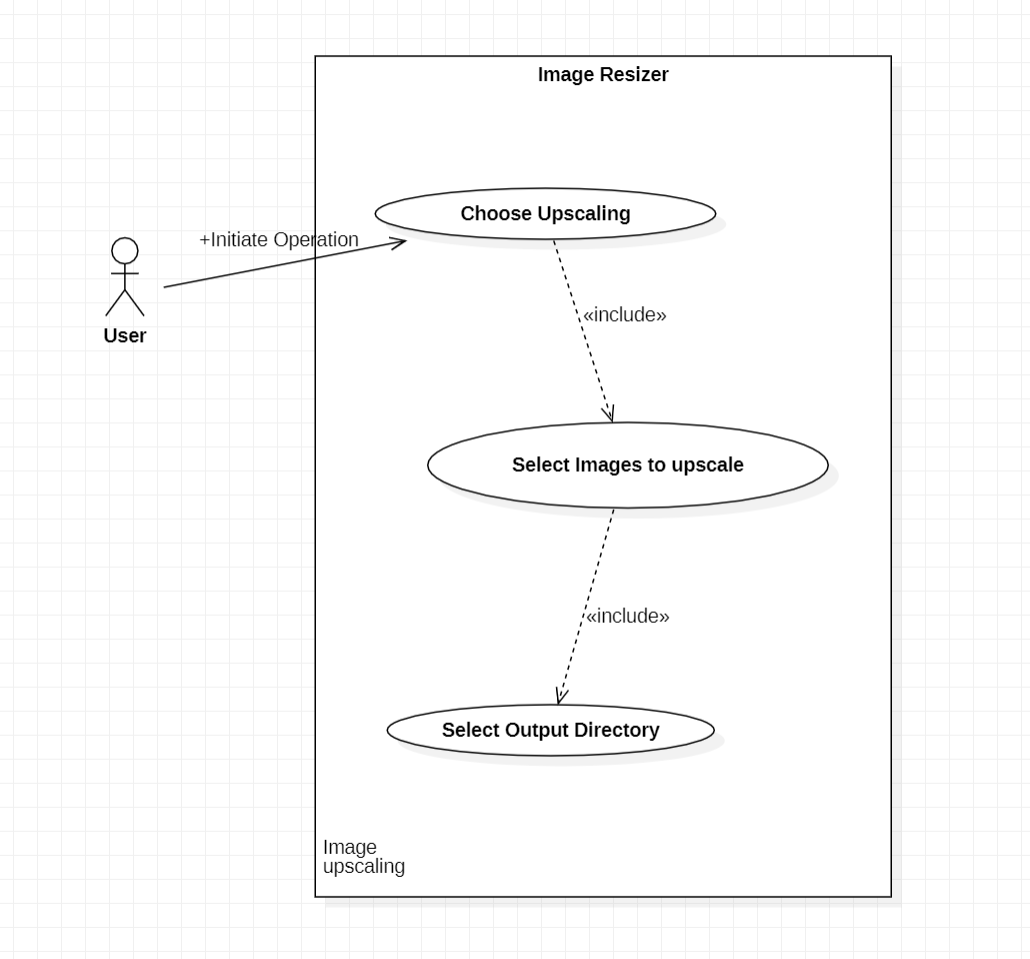 Image Resizer
Choose Upscaling
+Initiate Operation
User
«include»
Select Images to upscale
«include»
Select Output Directory
Image
upscaling